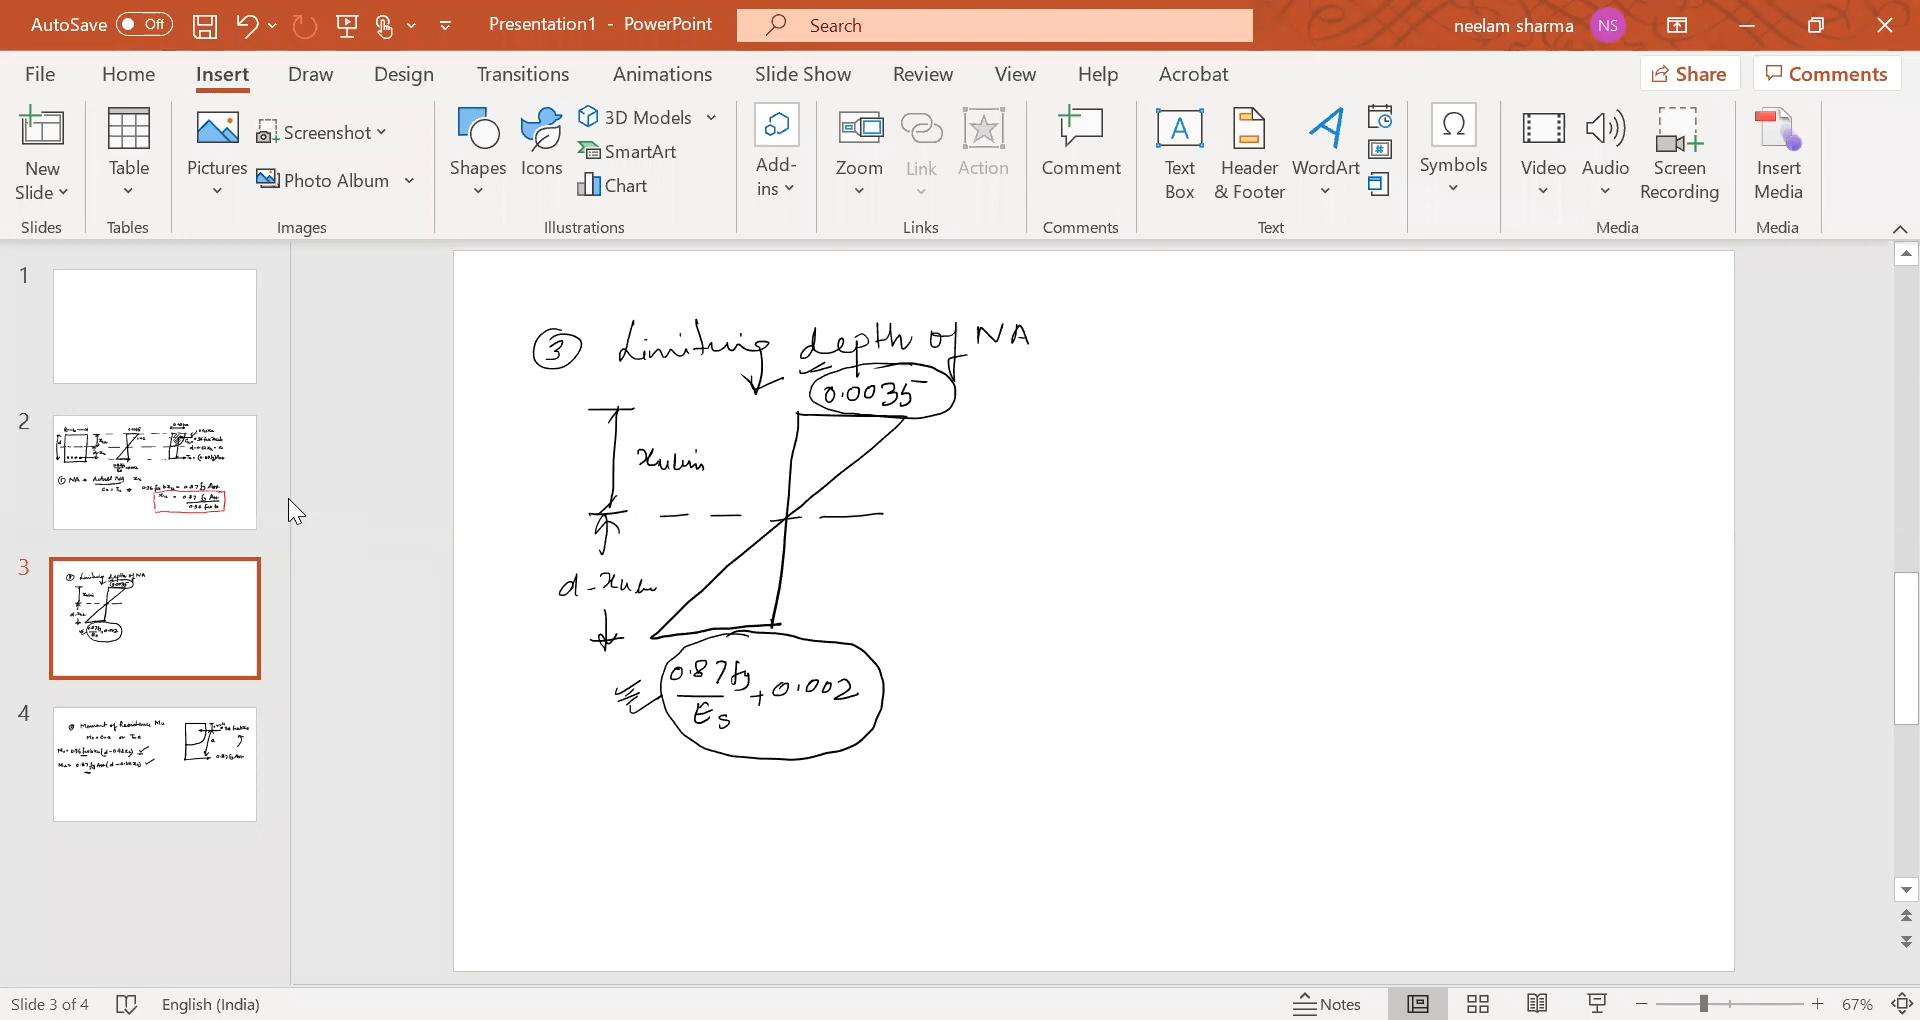 AutoSave Off Presentation1 - PowerPoint Search neelam sharma NS
File Home Insert Draw Design Transitions Animations Slide Show Review View Help Acrobat Share Comments
New Slide
Table
Pictures
Screenshot
Photo Album
Shapes
Icons
3D Models
SmartArt
Chart
Add-ins
Zoom
Link
Action
Comment
Text Box
Header & Footer
WordArt
Symbols
Video
Audio
Screen Recording
Insert Media
Slides Tables Images Illustrations Links Comments Text Media Media
1
2
3
4
③ Limiting depth of NA
0.0035
xulim
d-xu
0.87fy
Es
+0.002
Slide 3 of 4 English (India) Notes 67%